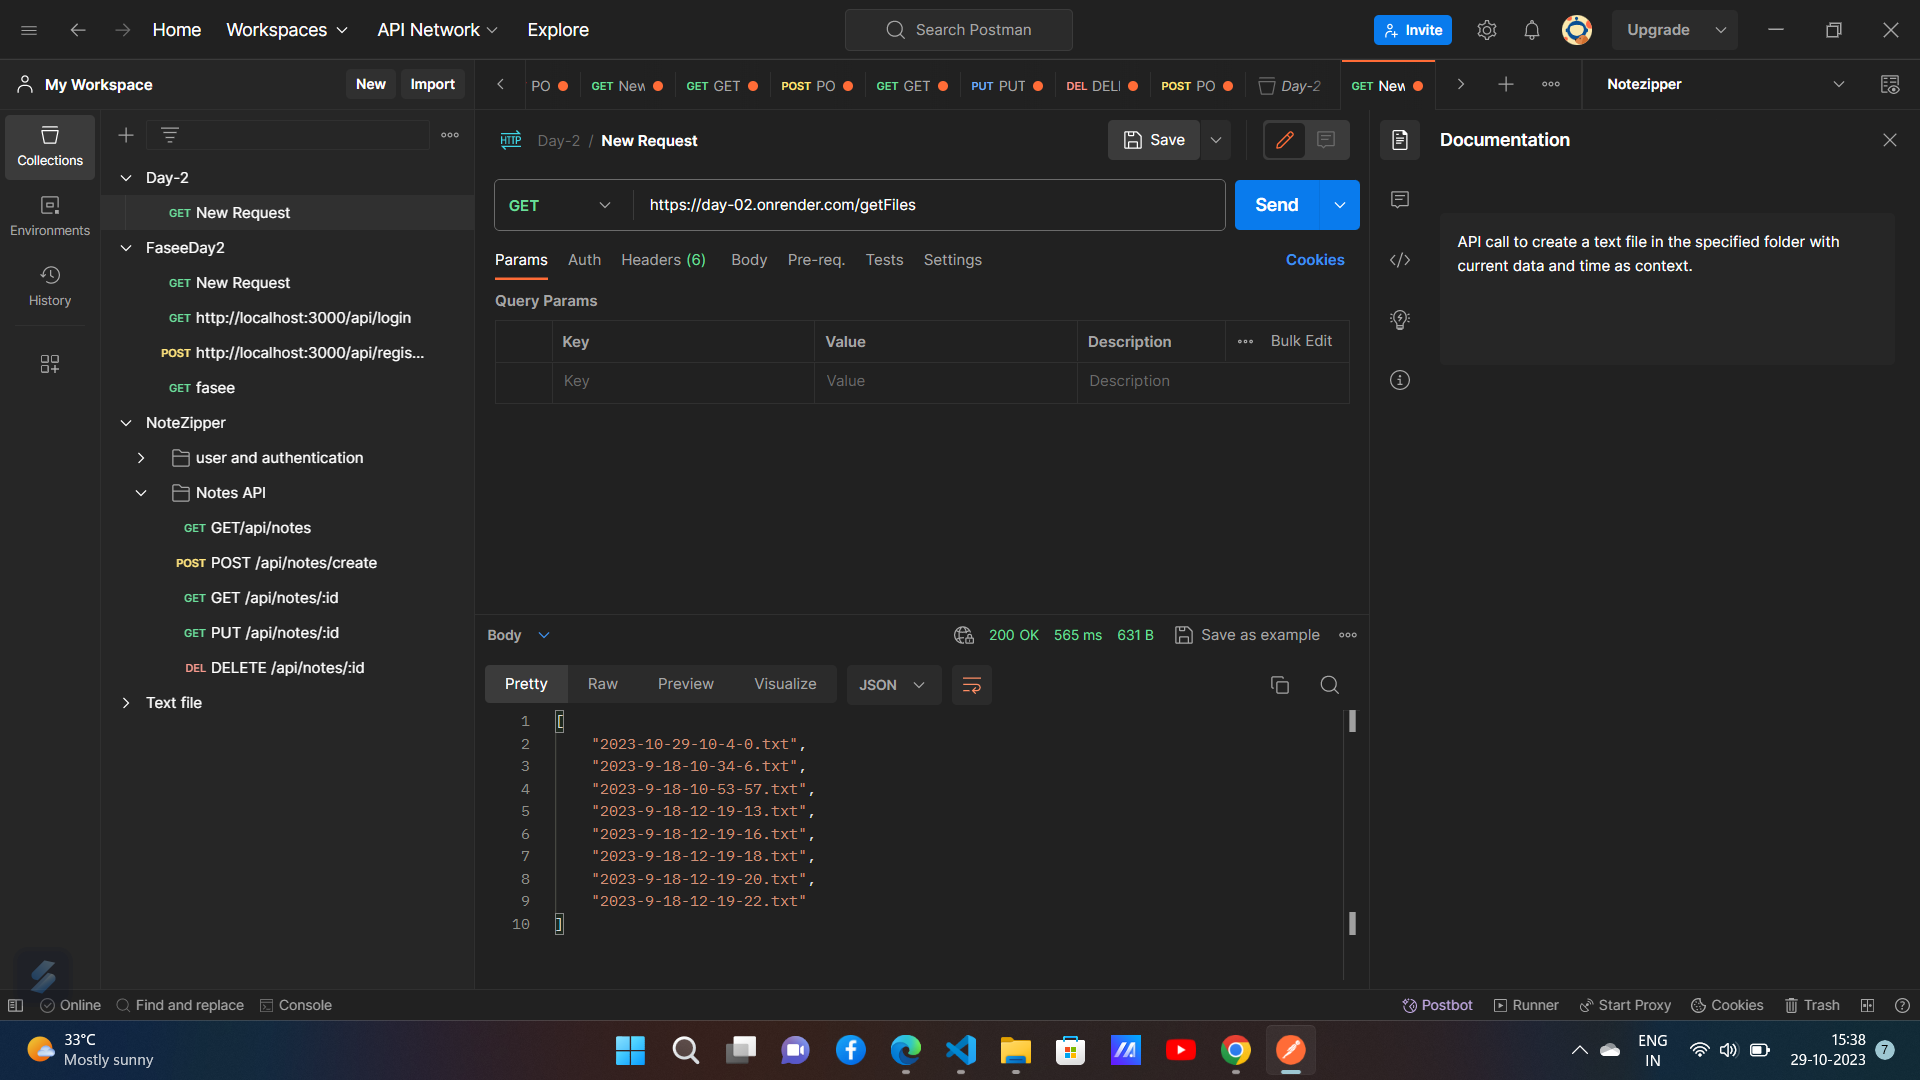 Home Workspaces API Network Explore Search Postman Invite Upgrade
My Workspace New Import PO GET New GET GET POST PO GET GET PUT PUT DEL DEL POST PO Day-2 GET New Notezipper
Collections
Environments
History
Day-2
GET New Request
FaseeDay2
GET New Request
GET http://localhost:3000/api/login
POST http://localhost:3000/api/regis...
GET fasee
NoteZipper
user and authentication
Notes API
GET GET/api/notes
POST POST /api/notes/create
GET GET /api/notes/:id
GET PUT /api/notes/:id
DEL DELETE /api/notes/:id
Text file
HTTP Day-2 / New Request Save
GET https://day-02.onrender.com/getFiles Send
Params Auth Headers (6) Body Pre-req. Tests Settings Cookies
Query Params
Key Value Description Bulk Edit
Key Value Description
Body 200 OK 565 ms 631 B Save as example
Pretty Raw Preview Visualize JSON
1 [
2 "2023-10-29-10-4-0.txt",
3 "2023-9-18-10-34-6.txt",
4 "2023-9-18-10-53-57.txt",
5 "2023-9-18-12-19-13.txt",
6 "2023-9-18-12-19-16.txt",
7 "2023-9-18-12-19-18.txt",
8 "2023-9-18-12-19-20.txt",
9 "2023-9-18-12-19-22.txt"
10 ]
Documentation
API call to create a text file in the specified folder with
current data and time as context.
Online Find and replace Console Postbot Runner Start Proxy Cookies Trash
33°C
Mostly sunny
ENG
IN
15:38
29-10-2023
7